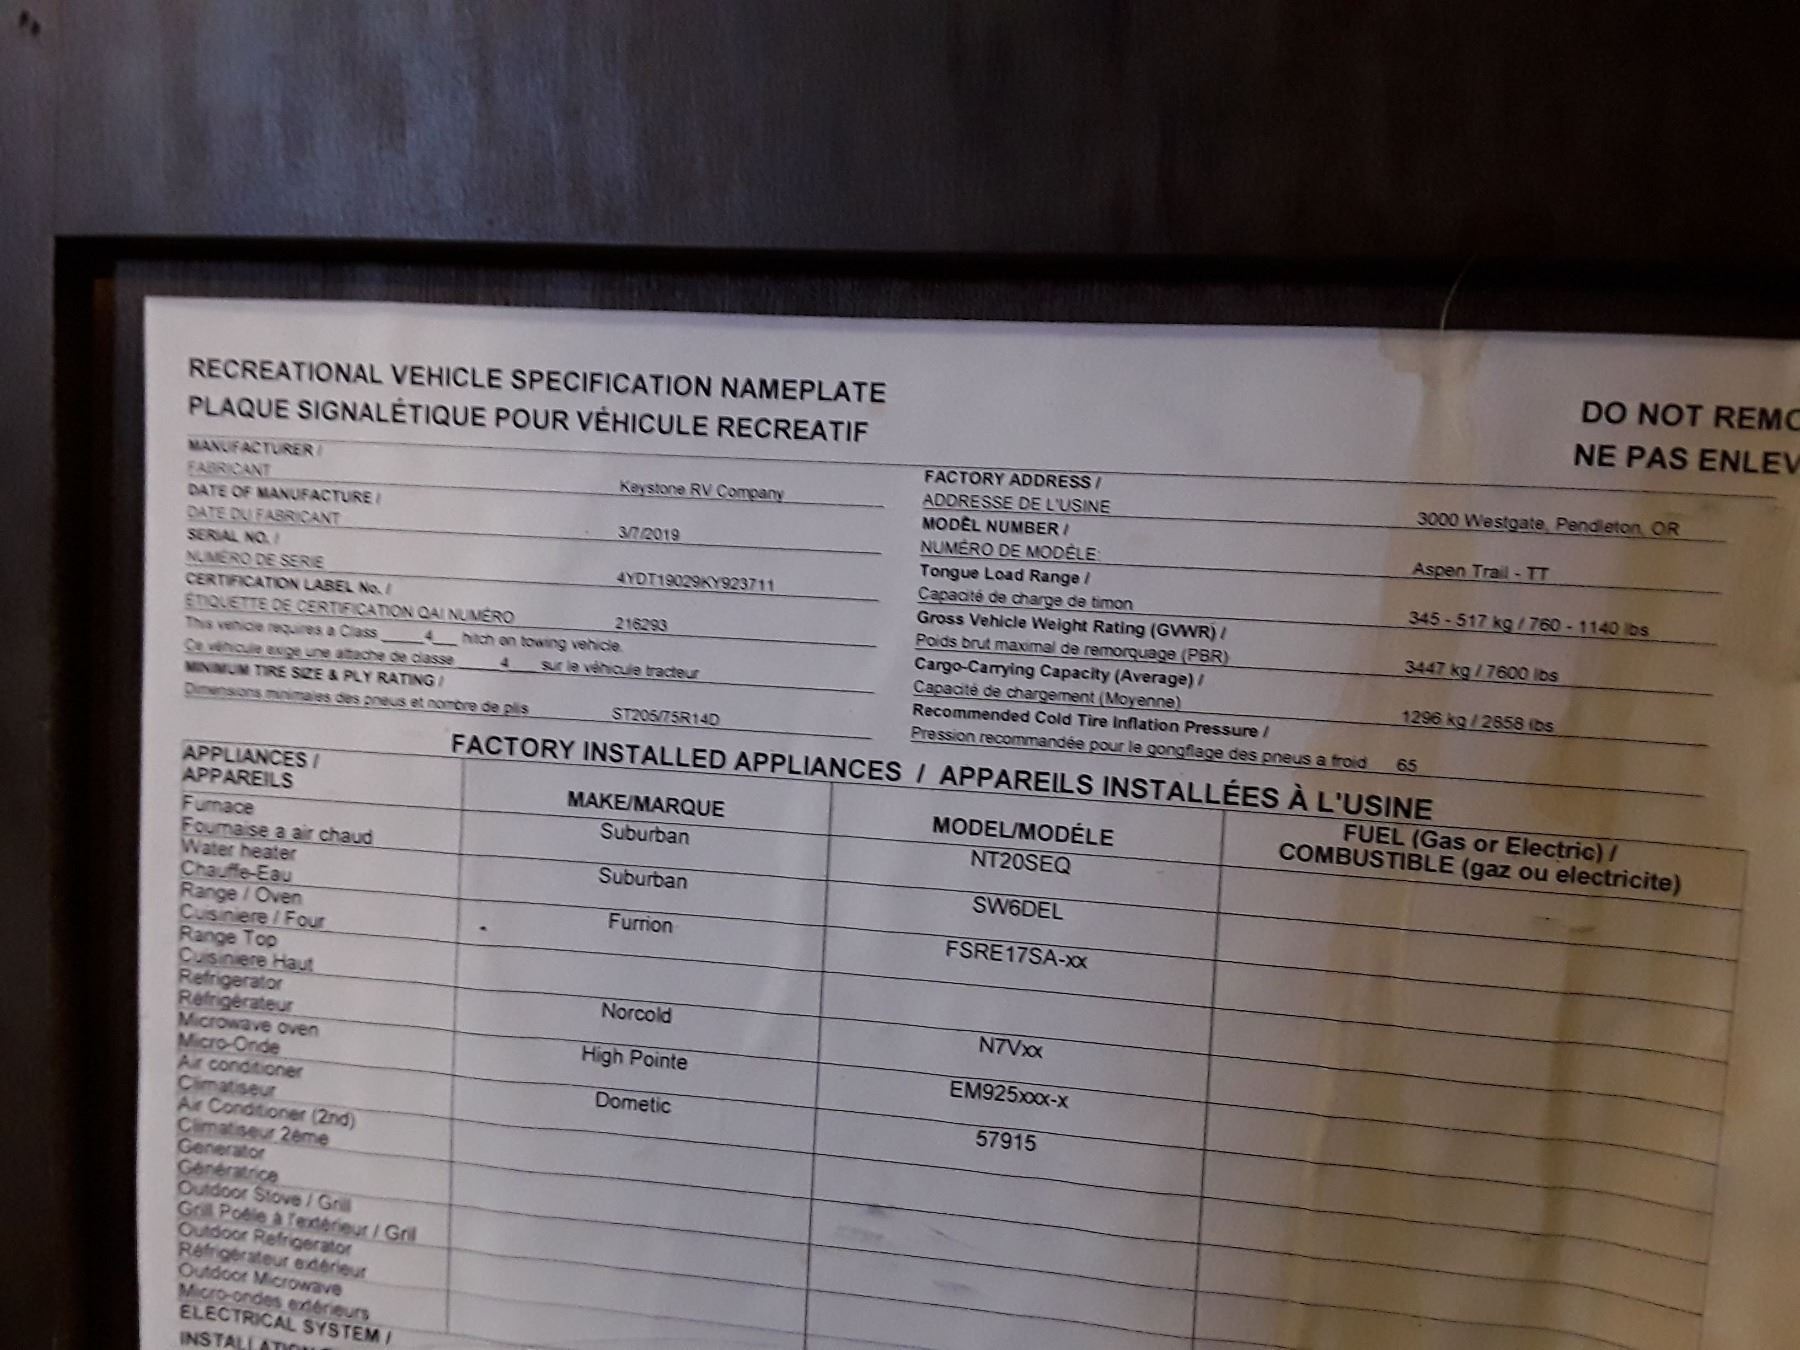 RECREATIONAL VEHICLE SPECIFICATION NAMEPLATE
DO NOT REMO
PLAQUE SIGNALÉTIQUE POUR VÉHICULE RECREATIF
NE PAS ENLEV
MANUFACTURER /
FABRICANT Keystone RV Company
DATE OF MANUFACTURE /
DATE DU FABRICANT 3/7/2019
SERIAL NO. /
NUMÉRO DE SERIE 4YDT19029KY923711
CERTIFICATION LABEL No. /
ÉTIQUETTE DE CERTIFICATION QAI NUMÉRO 216293
This vehicle requires a Class 4 hitch on towing vehicle.
Ce véhicule exige une attache de classe 4 sur le véhicule tracteur
MINIMUM TIRE SIZE & PLY RATING /
Dimensions minimales des pneus et nombre de plis ST205/75R14D
FACTORY ADDRESS /
ADDRESSE DE L'USINE 3000 Westgate, Pendleton, OR
MODÈL NUMBER /
NUMÉRO DE MODÉLE: Aspen Trail - TT
Tongue Load Range /
Capacité de charge de timon 345 - 517 kg / 760 - 1140 lbs
Gross Vehicle Weight Rating (GVWR) /
Poids brut maximal de remorquage (PBR) 3447 kg / 7600 lbs
Cargo-Carrying Capacity (Average) /
Capacité de chargement (Moyenne) 1296 kg / 2858 lbs
Recommended Cold Tire Inflation Pressure /
Pression recommandée pour le gongflage des pneus a froid 65
FACTORY INSTALLED APPLIANCES / APPAREILS INSTALLÉES À L'USINE
APPLIANCES /
APPAREILS
MAKE/MARQUE
MODEL/MODÉLE
FUEL (Gas or Electric) /
COMBUSTIBLE (gaz ou electricite)
Furnace
Fournaise a air chaud Suburban NT20SEQ
Water heater
Chauffe-Eau Suburban SW6DEL
Range / Oven
Cuisiniere / Four Furrion FSRE17SA-xx
Range Top
Cuisiniere Haut
Refrigerator
Réfrigérateur Norcold N7Vxx
Microwave oven
Micro-Onde High Pointe EM925xxx-x
Air conditioner
Climatiseur Dometic 57915
Air Conditioner (2nd)
Climatiseur 2ème
Generator
Génératrice
Outdoor Stove / Grill
Grill Poêle à l'extérieur / Gril
Outdoor Refrigerator
Réfrigérateur extérieur
Outdoor Microwave
Micro-ondes extérieurs
ELECTRICAL SYSTEM /